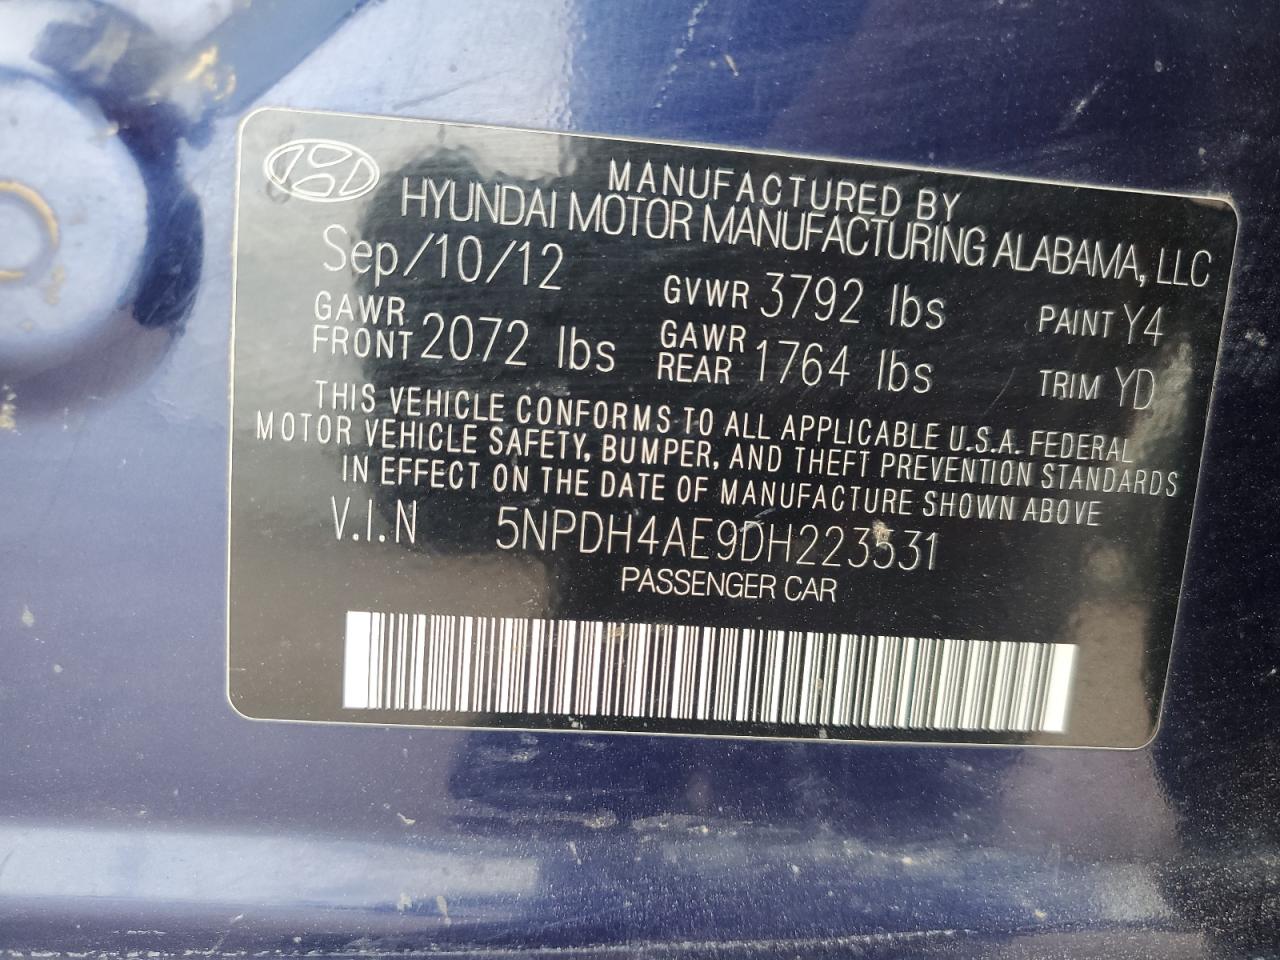 MANUFACTURED BY
HYUNDAI MOTOR MANUFACTURING ALABAMA, LLC
Sep/10/12 GVWR 3792 lbs PAINT Y4
GAWR FRONT 2072 lbs GAWR REAR 1764 lbs TRIM YD
THIS VEHICLE CONFORMS TO ALL APPLICABLE U.S.A. FEDERAL
MOTOR VEHICLE SAFETY, BUMPER, AND THEFT PREVENTION STANDARDS
IN EFFECT ON THE DATE OF MANUFACTURE SHOWN ABOVE
V.I.N 5NPDH4AE9DH223531
PASSENGER CAR